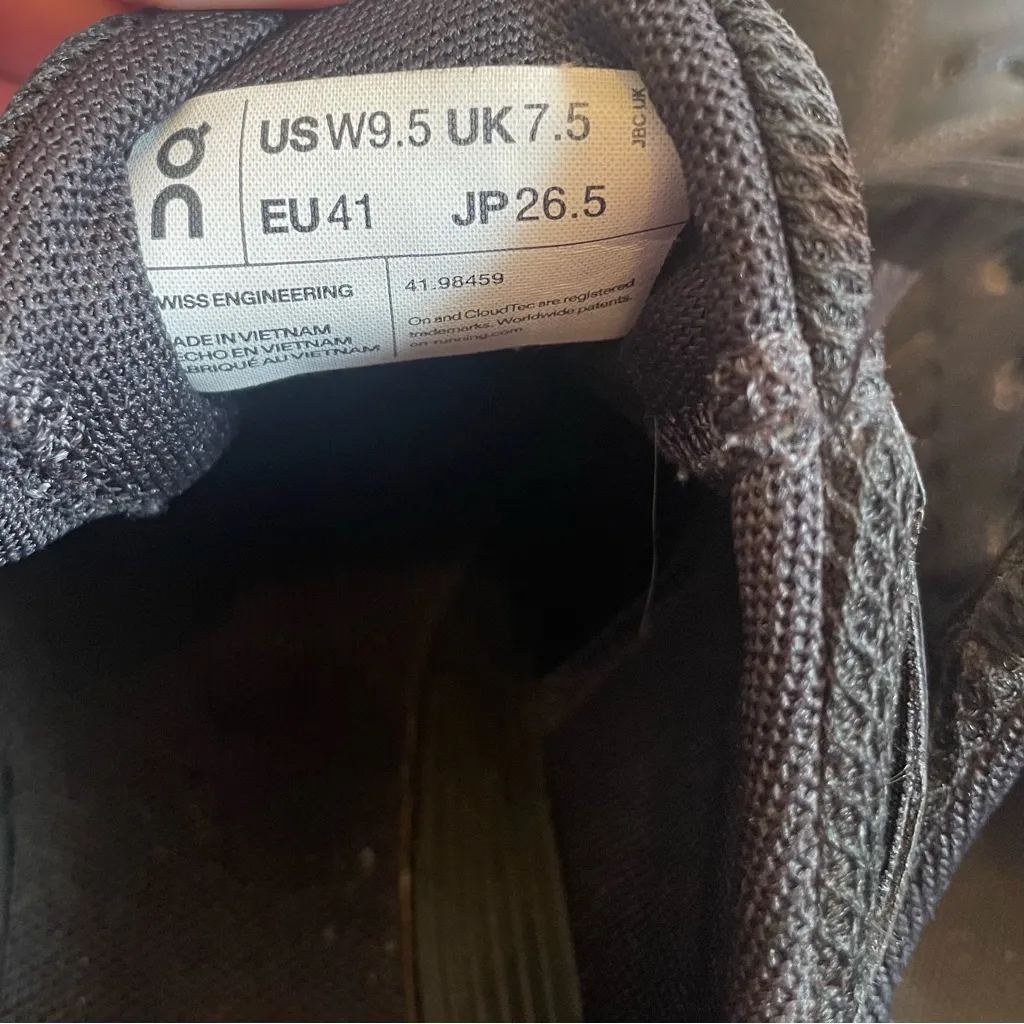 On
US W9.5 UK 7.5
JBC-UK
EU 41 JP 26.5
WISS ENGINEERING
41.98459
ADE IN VIETNAM
ECHO EN VIETNAM
ABRIQUÉ AU VIETNAM
On and CloudTec are registered
trademarks. Worldwide patents.
on-running.com